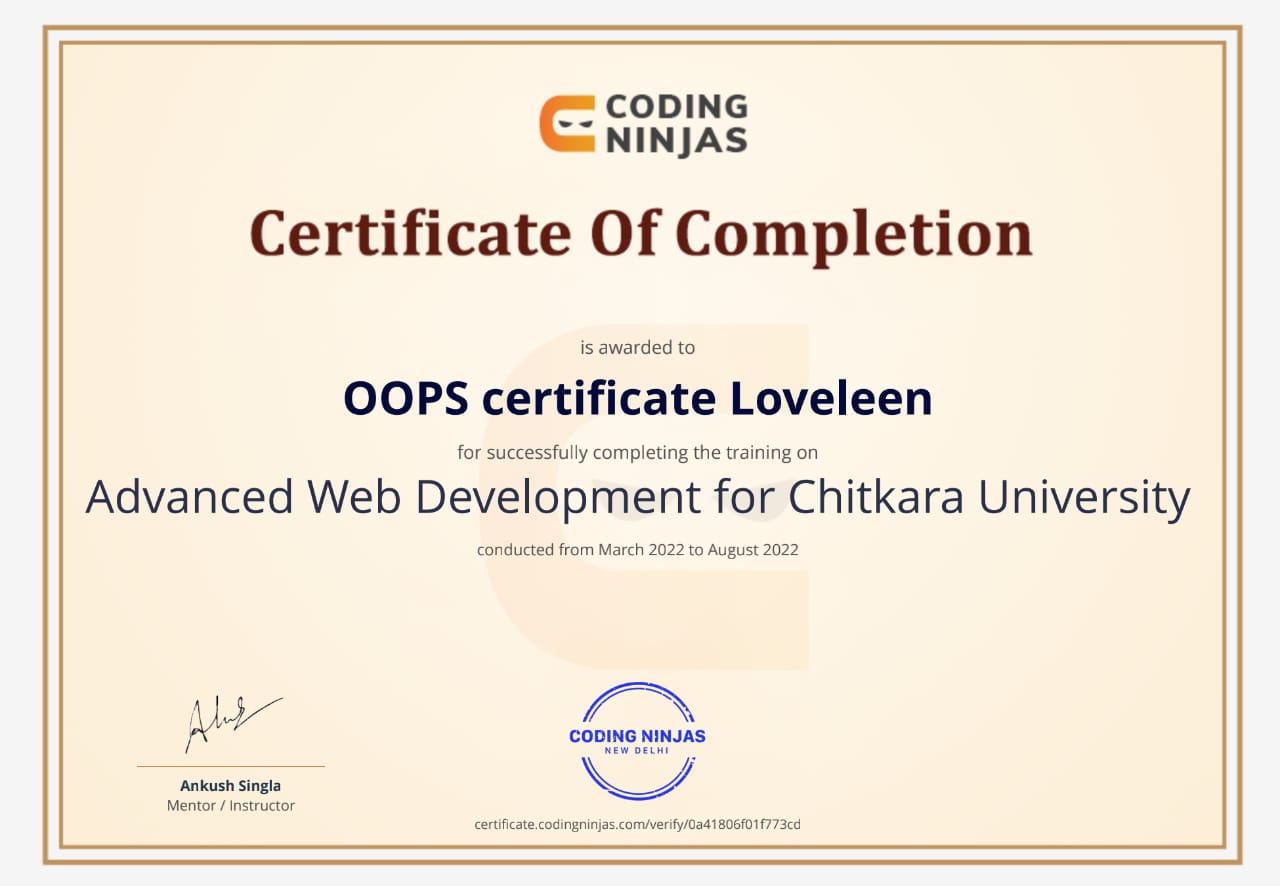 CODING
NINJAS
Certificate Of Completion
is awarded to
OOPS certificate Loveleen
for successfully completing the training on
Advanced Web Development for Chitkara University
conducted from March 2022 to August 2022
Ankush Singla
Mentor / Instructor
CODING NINJAS
NEW DELHI
certificate.codingninjas.com/verify/0a41806f01f773cd